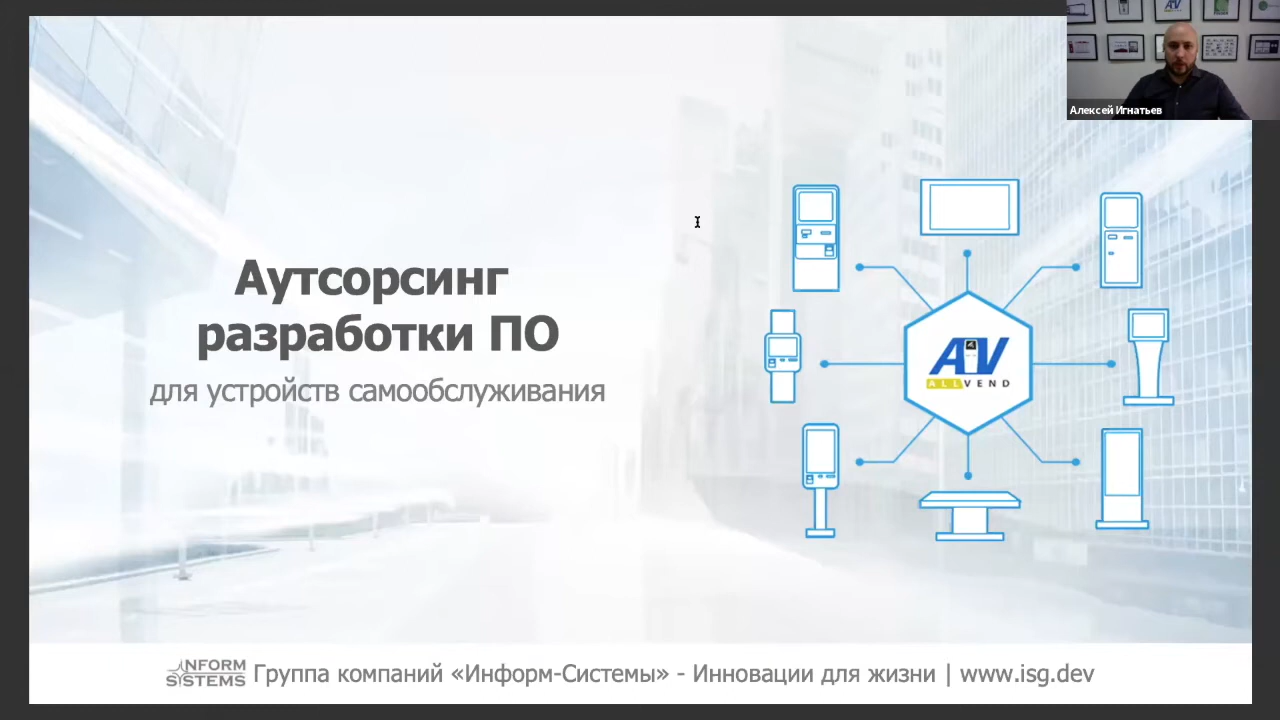 Алексей Игнатьев
Аутсорсинг
разработки ПО
для устройств самообслуживания
AV
ALLVEND
INFORM
SYSTEMS
Группа компаний «Информ-Системы» - Инновации для жизни | www.isg.dev